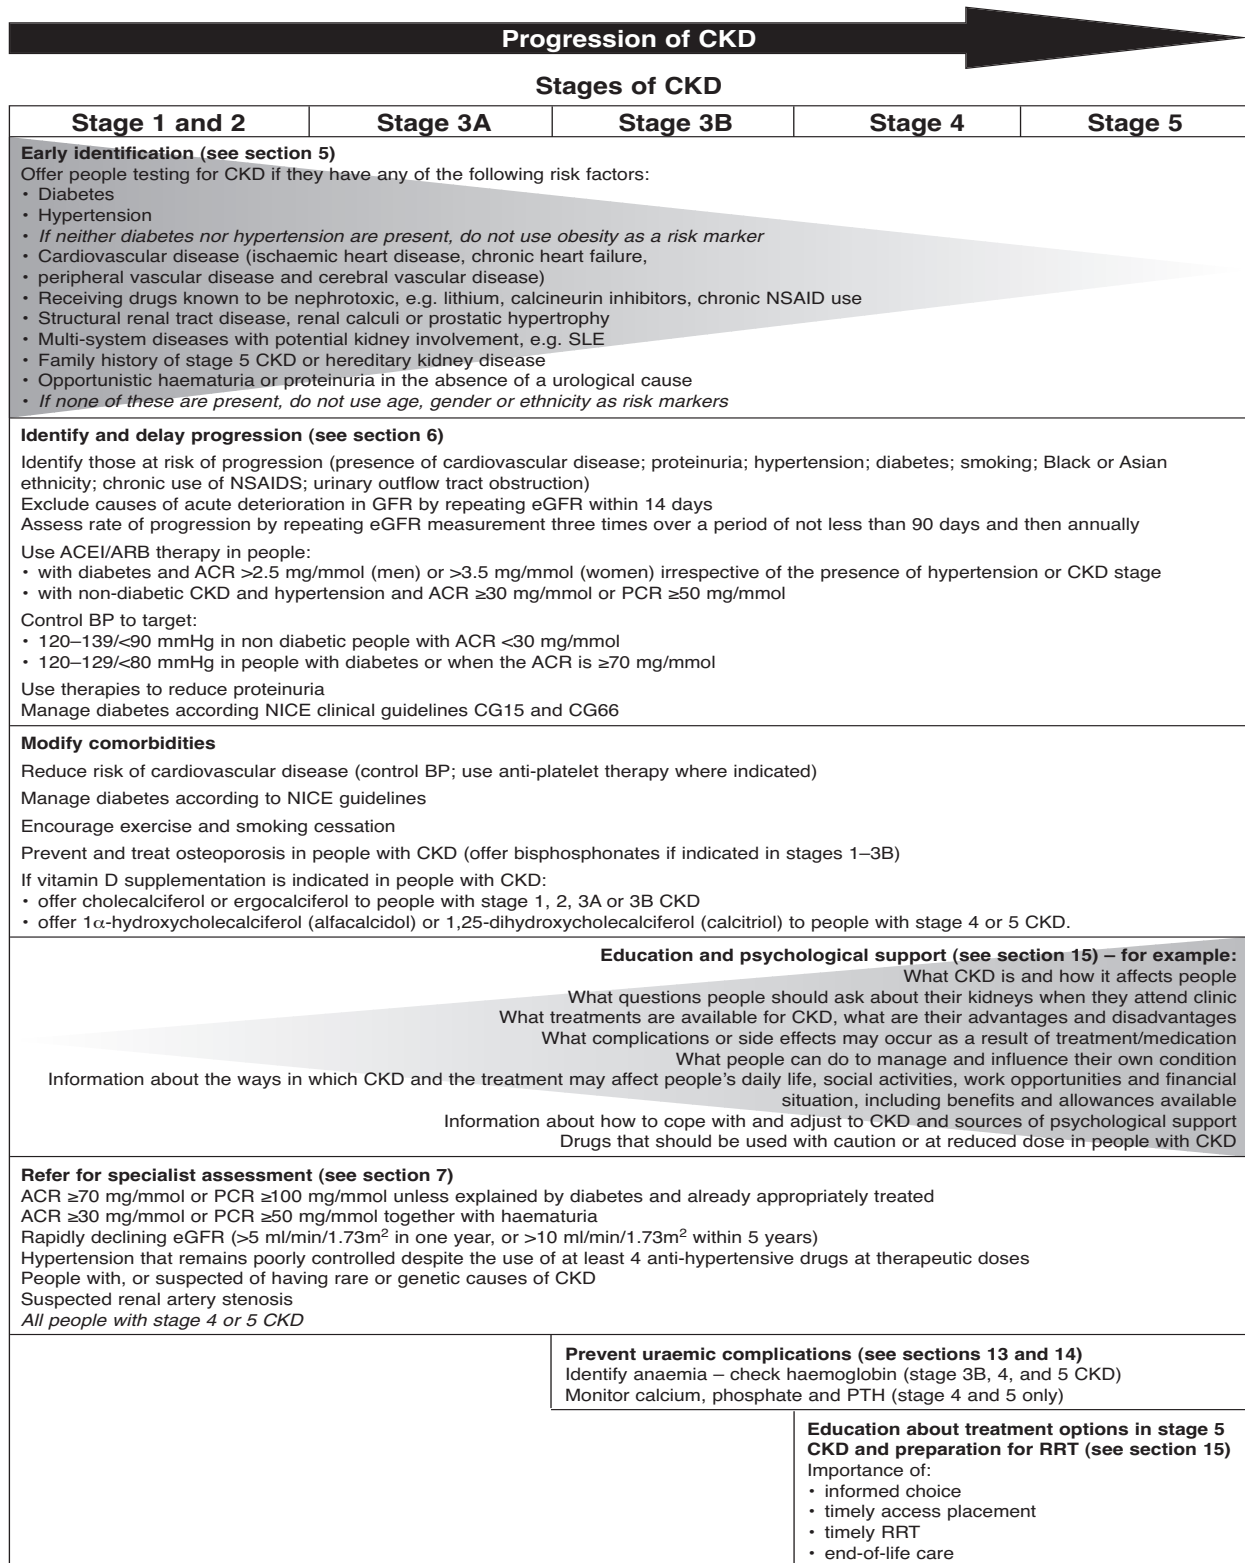 Progression of CKD
Stages of CKD
Stage 1 and 2
Stage 3A
Stage 3B
Stage 4
Stage 5
Early identification (see section 5)
Offer people testing for CKD if they have any of the following risk factors:
• Diabetes
• Hypertension
• If neither diabetes nor hypertension are present, do not use obesity as a risk marker
• Cardiovascular disease (ischaemic heart disease, chronic heart failure,
• peripheral vascular disease and cerebral vascular disease)
• Receiving drugs known to be nephrotoxic, e.g. lithium, calcineurin inhibitors, chronic NSAID use
• Structural renal tract disease, renal calculi or prostatic hypertrophy
• Multi-system diseases with potential kidney involvement, e.g. SLE
• Family history of stage 5 CKD or hereditary kidney disease
• Opportunistic haematuria or proteinuria in the absence of a urological cause
• If none of these are present, do not use age, gender or ethnicity as risk markers
Identify and delay progression (see section 6)
Identify those at risk of progression (presence of cardiovascular disease; proteinuria; hypertension; diabetes; smoking; Black or Asian
ethnicity; chronic use of NSAIDS; urinary outflow tract obstruction)
Exclude causes of acute deterioration in GFR by repeating eGFR within 14 days
Assess rate of progression by repeating eGFR measurement three times over a period of not less than 90 days and then annually
Use ACEI/ARB therapy in people:
• with diabetes and ACR >2.5 mg/mmol (men) or >3.5 mg/mmol (women) irrespective of the presence of hypertension or CKD stage
• with non-diabetic CKD and hypertension and ACR ≥30 mg/mmol or PCR ≥50 mg/mmol
Control BP to target:
• 120–139/<90 mmHg in non diabetic people with ACR <30 mg/mmol
• 120–129/<80 mmHg in people with diabetes or when the ACR is ≥70 mg/mmol
Use therapies to reduce proteinuria
Manage diabetes according NICE clinical guidelines CG15 and CG66
Modify comorbidities
Reduce risk of cardiovascular disease (control BP; use anti-platelet therapy where indicated)
Manage diabetes according to NICE guidelines
Encourage exercise and smoking cessation
Prevent and treat osteoporosis in people with CKD (offer bisphosphonates if indicated in stages 1–3B)
If vitamin D supplementation is indicated in people with CKD:
• offer cholecalciferol or ergocalciferol to people with stage 1, 2, 3A or 3B CKD
• offer 1α-hydroxycholecalciferol (alfacalcidol) or 1,25-dihydroxycholecalciferol (calcitriol) to people with stage 4 or 5 CKD.
Education and psychological support (see section 15) – for example:
What CKD is and how it affects people
What questions people should ask about their kidneys when they attend clinic
What treatments are available for CKD, what are their advantages and disadvantages
What complications or side effects may occur as a result of treatment/medication
What people can do to manage and influence their own condition
Information about the ways in which CKD and the treatment may affect people's daily life, social activities, work opportunities and financial
situation, including benefits and allowances available
Information about how to cope with and adjust to CKD and sources of psychological support
Drugs that should be used with caution or at reduced dose in people with CKD
Refer for specialist assessment (see section 7)
ACR ≥70 mg/mmol or PCR ≥100 mg/mmol unless explained by diabetes and already appropriately treated
ACR ≥30 mg/mmol or PCR ≥50 mg/mmol together with haematuria
Rapidly declining eGFR (>5 ml/min/1.73m² in one year, or >10 ml/min/1.73m² within 5 years)
Hypertension that remains poorly controlled despite the use of at least 4 anti-hypertensive drugs at therapeutic doses
People with, or suspected of having rare or genetic causes of CKD
Suspected renal artery stenosis
All people with stage 4 or 5 CKD
Prevent uraemic complications (see sections 13 and 14)
Identify anaemia – check haemoglobin (stage 3B, 4, and 5 CKD)
Monitor calcium, phosphate and PTH (stage 4 and 5 only)
Education about treatment options in stage 5
CKD and preparation for RRT (see section 15)
Importance of:
• informed choice
• timely access placement
• timely RRT
• end-of-life care